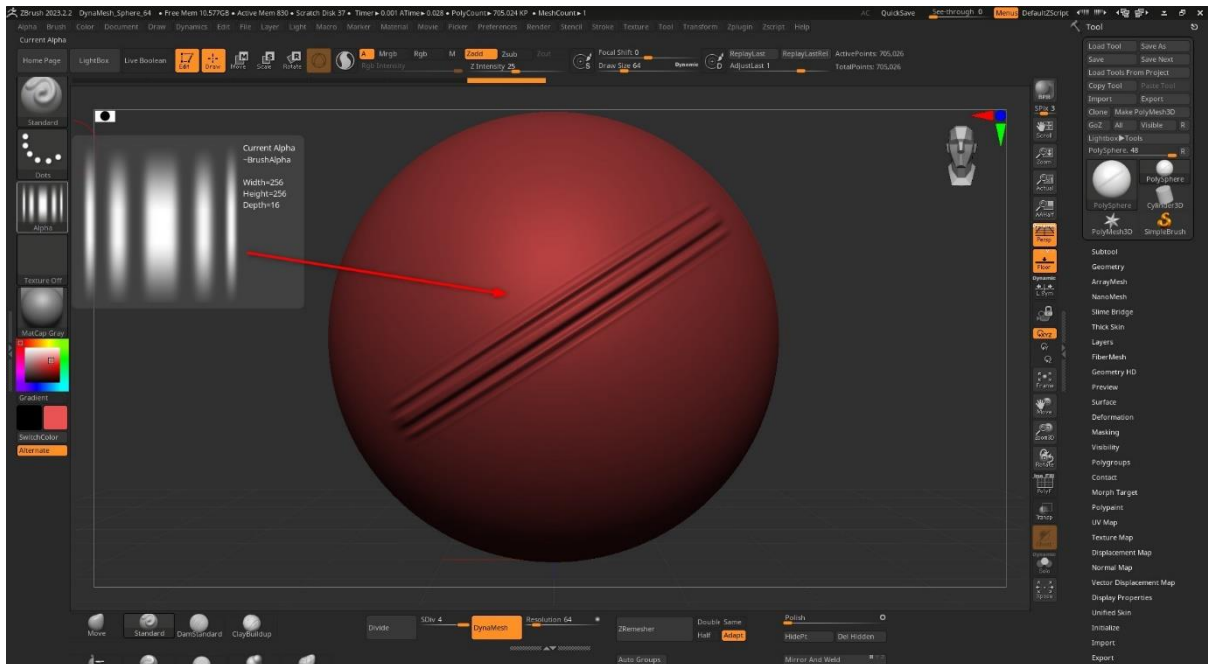 ZBrush 2023.2.2 DynaMesh_Sphere_64 • Free Mem 10.577GB • Active Mem 830 • Scratch Disk 37 • Timer▸0.001 ATime▸0.028 • PolyCount▸705.024 KP • MeshCount▸1 AC QuickSave See-through 0 Menus DefaultZScript
Alpha Brush Color Document Draw Dynamics Edit File Layer Light Macro Marker Material Movie Picker Preferences Render Stencil Stroke Texture Tool Transform Zplugin Zscript Help
Tool
Current Alpha
Load Tool Save As
Save Save Next
Load Tools From Project
Copy Tool Paste Tool
Import Export
Clone Make PolyMesh3D
GoZ All Visible R
Lightbox▸Tools
PolySphere. 48 R
PolySphere
PolySphere Cylinder3D
PolyMesh3D SimpleBrush
Home Page LightBox Live Boolean Edit Draw Move Scale Rotate
A Mrgb Rgb M Zadd Zsub Zcut
Rgb Intensity Z Intensity 25
Focal Shift 0
S Draw Size 64 Dynamic D
ReplayLast ReplayLastRel ActivePoints: 705,026
AdjustLast 1 TotalPoints: 705,026
Standard
Dots
Alpha
Texture Off
MatCap Gray
Gradient
SwitchColor
Alternate
Current Alpha
~BrushAlpha
Width=256
Height=256
Depth=16
BPR
SPix 3
Scroll
Zoom
Actual
AAHalf
Persp
Floor
Dynamic
L.Sym
Qxyz
Frame
Move
Zoom3D
Rotate
PolyF
Transp
Dynamic
Solo
Xpose
Subtool
Geometry
ArrayMesh
NanoMesh
Slime Bridge
Thick Skin
Layers
FiberMesh
Geometry HD
Preview
Surface
Deformation
Masking
Visibility
Polygroups
Contact
Morph Target
Polypaint
UV Map
Texture Map
Displacement Map
Normal Map
Vector Displacement Map
Display Properties
Unified Skin
Initialize
Import
Export
Move Standard DamStandard ClayBuildup
Divide SDiv 4 DynaMesh Resolution 64
ZRemesher Double Same
Half Adapt
Polish
HidePt Del Hidden
Auto Groups Mirror And Weld